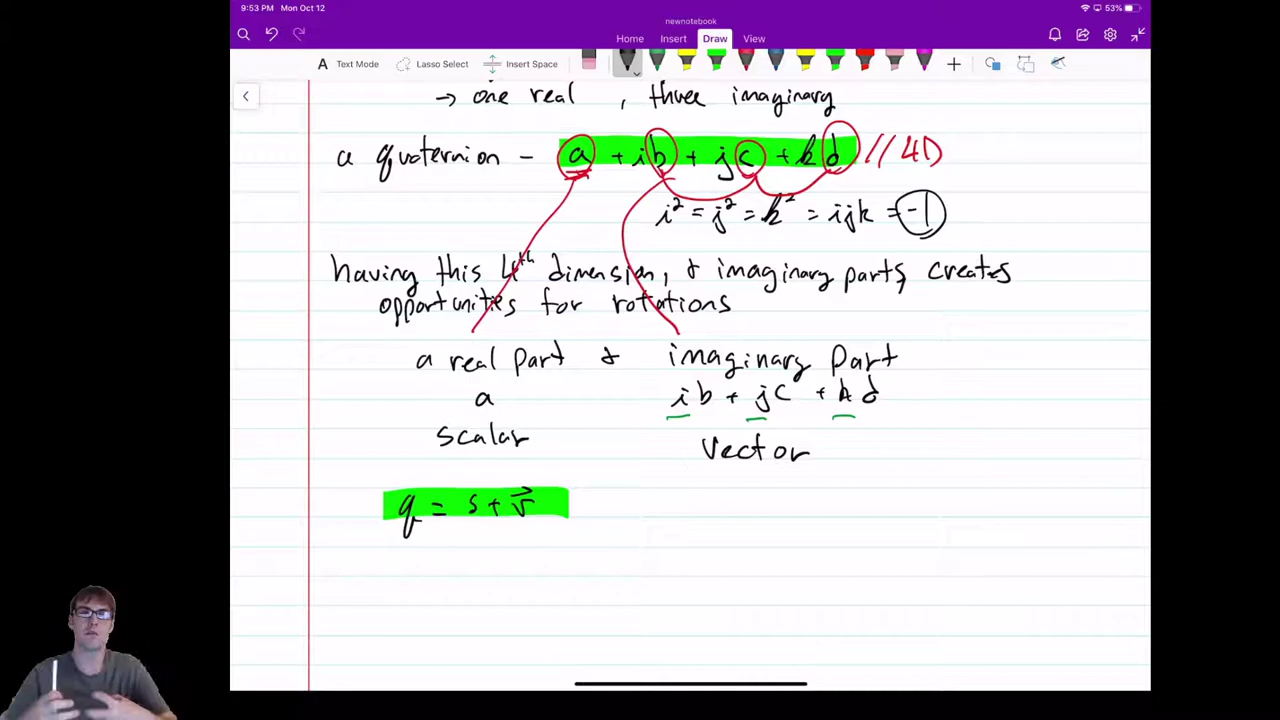 9:53 PM Mon Oct 12
53%
newnotebook
Home Insert Draw View
Text Mode Lasso Select Insert Space
→ one real , three imaginary
a quaternion – a + ib + jc + kd // 4D
i² = j² = k² = ijk = -1
having this 4th dimension, & imaginary parts, creates
opportunities for rotations
a real part & imaginary part
a ib + jc + kd
scalar vector
q = s + v⃗